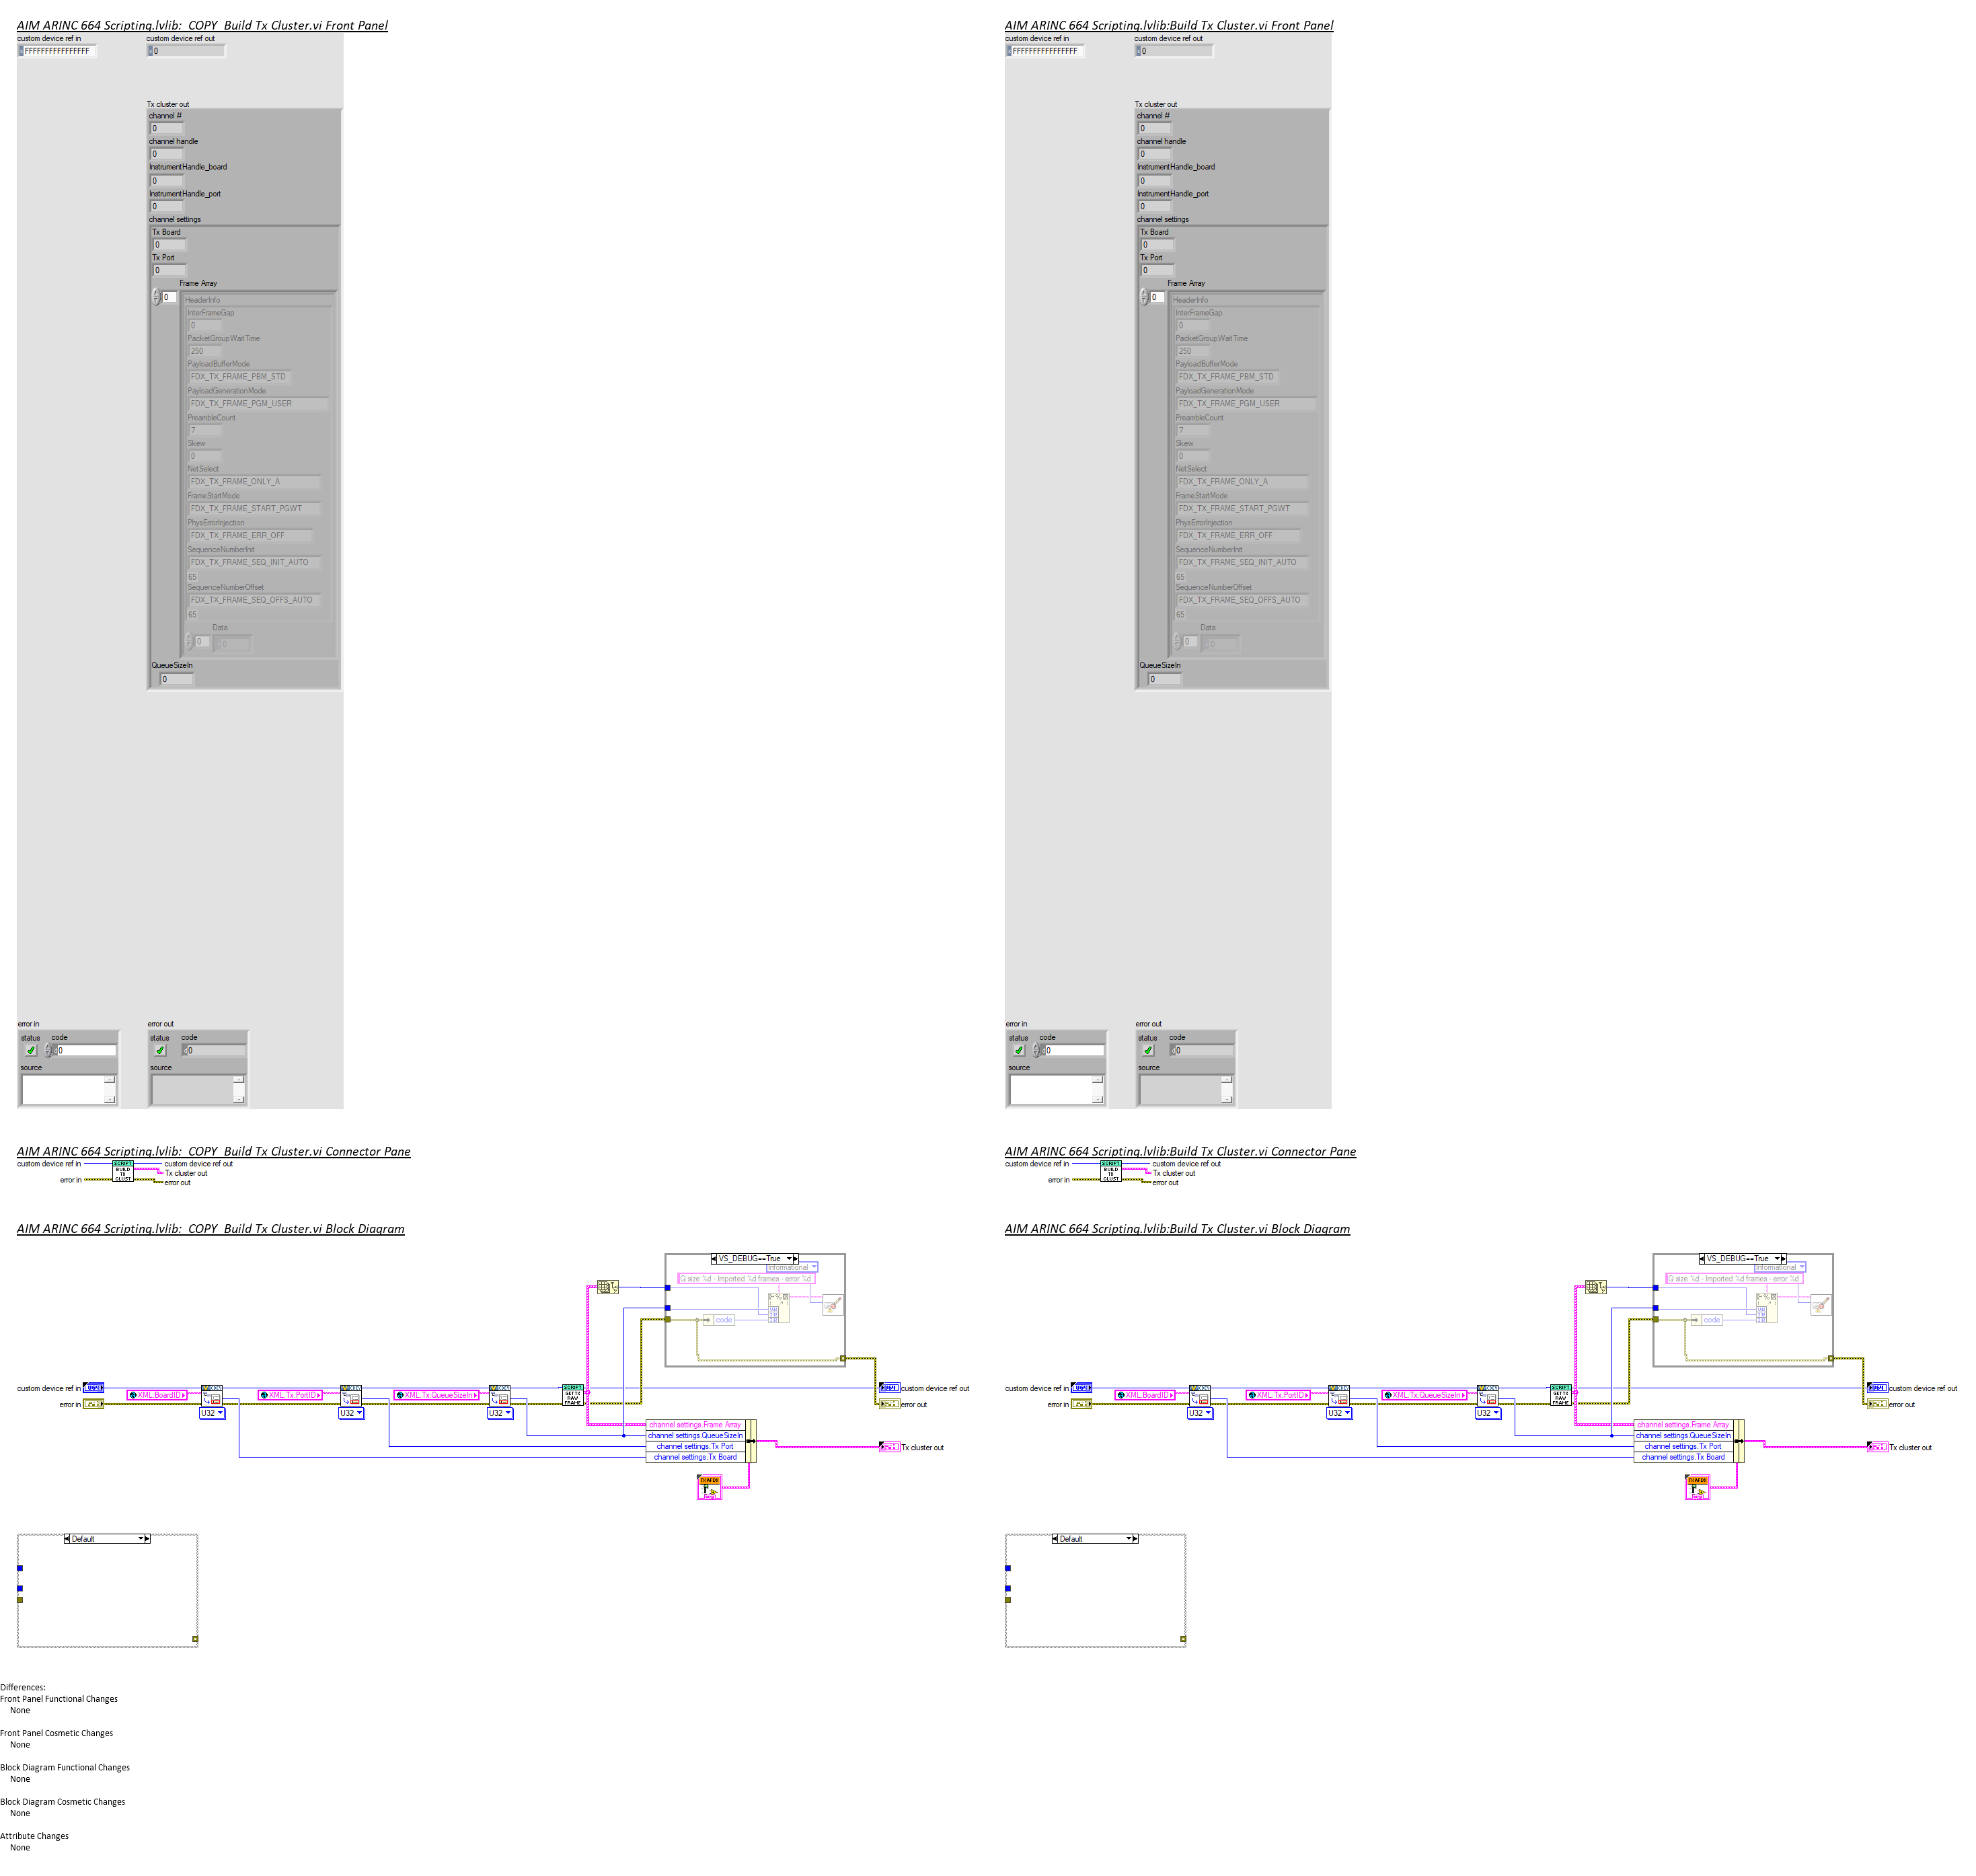 AIM ARINC 664 Scripting.lvlib:  COPY  Build Tx Cluster.vi Front Panel
custom device ref in
custom device ref out
FFFFFFFFFFFFFFFF
0
Tx cluster out
channel #
0
channel handle
0
InstrumentHandle_board
0
InstrumentHandle_port
0
channel settings
Tx Board
0
Tx Port
0
Frame Array
0
HeaderInfo
InterFrameGap
0
PacketGroupWaitTime
250
PayloadBufferMode
FDX_TX_FRAME_PBM_STD
PayloadGenerationMode
FDX_TX_FRAME_PGM_USER
PreambleCount
7
Skew
0
NetSelect
FDX_TX_FRAME_ONLY_A
FrameStartMode
FDX_TX_FRAME_START_PGWT
PhysErrorInjection
FDX_TX_FRAME_ERR_OFF
SequenceNumberInit
FDX_TX_FRAME_SEQ_INIT_AUTO
65
SequenceNumberOffset
FDX_TX_FRAME_SEQ_OFFS_AUTO
65
Data
0
0
QueueSizeIn
0
error in
status
code
0
source
error out
status
code
0
source
AIM ARINC 664 Scripting.lvlib:  COPY  Build Tx Cluster.vi Connector Pane
custom device ref in
error in
SCRIPT
BUILD
TX
CLUST
custom device ref out
Tx cluster out
error out
AIM ARINC 664 Scripting.lvlib:  COPY  Build Tx Cluster.vi Block Diagram
VS_DEBUG==True
Informational
Q size %d - Imported %d frames - error %d
code
custom device ref in
error in
XML.BoardID
U32
XML.Tx.PortID
U32
XML.Tx.QueueSizeIn
U32
SCRIPT
GET TX
RAW
FRAME
channel settings.Frame Array
channel settings.QueueSizeIn
channel settings.Tx Port
channel settings.Tx Board
custom device ref out
error out
Tx cluster out
Default
AIM ARINC 664 Scripting.lvlib:Build Tx Cluster.vi Front Panel
custom device ref in
custom device ref out
FFFFFFFFFFFFFFFF
0
Tx cluster out
channel #
0
channel handle
0
InstrumentHandle_board
0
InstrumentHandle_port
0
channel settings
Tx Board
0
Tx Port
0
Frame Array
0
HeaderInfo
InterFrameGap
0
PacketGroupWaitTime
250
PayloadBufferMode
FDX_TX_FRAME_PBM_STD
PayloadGenerationMode
FDX_TX_FRAME_PGM_USER
PreambleCount
7
Skew
0
NetSelect
FDX_TX_FRAME_ONLY_A
FrameStartMode
FDX_TX_FRAME_START_PGWT
PhysErrorInjection
FDX_TX_FRAME_ERR_OFF
SequenceNumberInit
FDX_TX_FRAME_SEQ_INIT_AUTO
65
SequenceNumberOffset
FDX_TX_FRAME_SEQ_OFFS_AUTO
65
Data
0
0
QueueSizeIn
0
error in
status
code
0
source
error out
status
code
0
source
AIM ARINC 664 Scripting.lvlib:Build Tx Cluster.vi Connector Pane
custom device ref in
error in
SCRIPT
BUILD
TX
CLUST
custom device ref out
Tx cluster out
error out
AIM ARINC 664 Scripting.lvlib:Build Tx Cluster.vi Block Diagram
VS_DEBUG==True
Informational
Q size %d - Imported %d frames - error %d
code
custom device ref in
error in
XML.BoardID
U32
XML.Tx.PortID
U32
XML.Tx.QueueSizeIn
U32
SCRIPT
GET TX
RAW
FRAME
channel settings.Frame Array
channel settings.QueueSizeIn
channel settings.Tx Port
channel settings.Tx Board
custom device ref out
error out
Tx cluster out
Default
Differences:
Front Panel Functional Changes
None
Front Panel Cosmetic Changes
None
Block Diagram Functional Changes
None
Block Diagram Cosmetic Changes
None
Attribute Changes
None